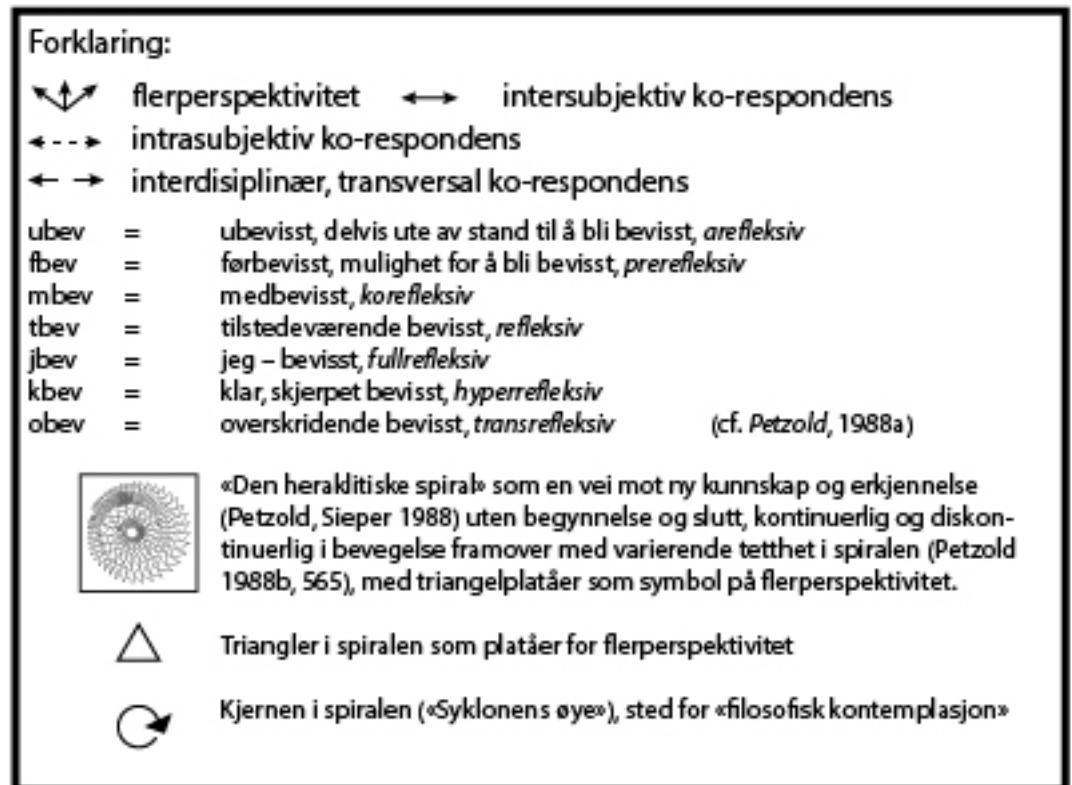 Forklaring:
flerperspektivitet intersubjektiv ko-respondens
intrasubjektiv ko-respondens
interdisiplinær, transversal ko-respondens
ubev = ubevisst, delvis ute av stand til å bli bevisst, arefleksiv
fbev = førbevisst, mulighet for å bli bevisst, prerefleksiv
mbev = medbevisst, korefleksiv
tbev = tilstedeværende bevisst, refleksiv
jbev = jeg – bevisst, fullrefleksiv
kbev = klar, skjerpet bevisst, hyperrefleksiv
obev = overskridende bevisst, transrefleksiv (cf. Petzold, 1988a)
«Den heraklitiske spiral» som en vei mot ny kunnskap og erkjennelse
(Petzold, Sieper 1988) uten begynnelse og slutt, kontinuerlig og diskon-
tinuerlig i bevegelse framover med varierende tetthet i spiralen (Petzold
1988b, 565), med triangelplatåer som symbol på flerperspektivitet.
Triangler i spiralen som platåer for flerperspektivitet
Kjernen i spiralen («Syklonens øye»), sted for «filosofisk kontemplasjon»